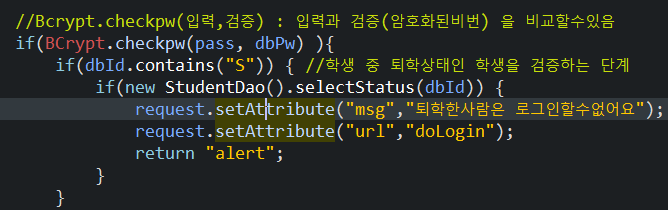 //Bcrypt.checkpw(입력,검증) : 입력과 검증(암호화된비번) 을 비교할수있음
if(BCrypt.checkpw(pass, dbPw) ){
if(dbId.contains("S")) { //학생 중 퇴학상태인 학생을 검증하는 단계
if(new StudentDao().selectStatus(dbId)) {
request.setAttribute("msg","퇴학한사람은 로그인할수없어요");
request.setAttribute("url","doLogin");
return "alert";
}
}